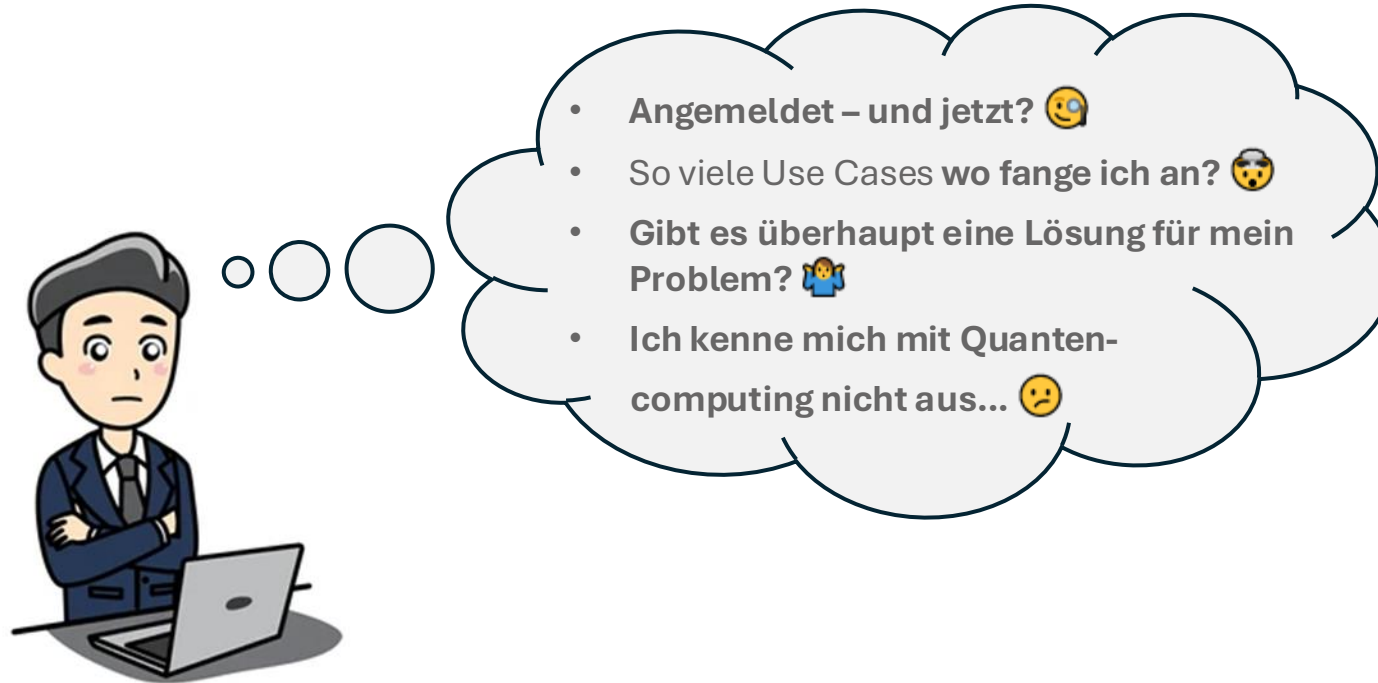 • Angemeldet – und jetzt? 🧐
• So viele Use Cases wo fange ich an? 🤯
• Gibt es überhaupt eine Lösung für mein
Problem? 🤷‍♂️
• Ich kenne mich mit Quanten-
computing nicht aus... 😕